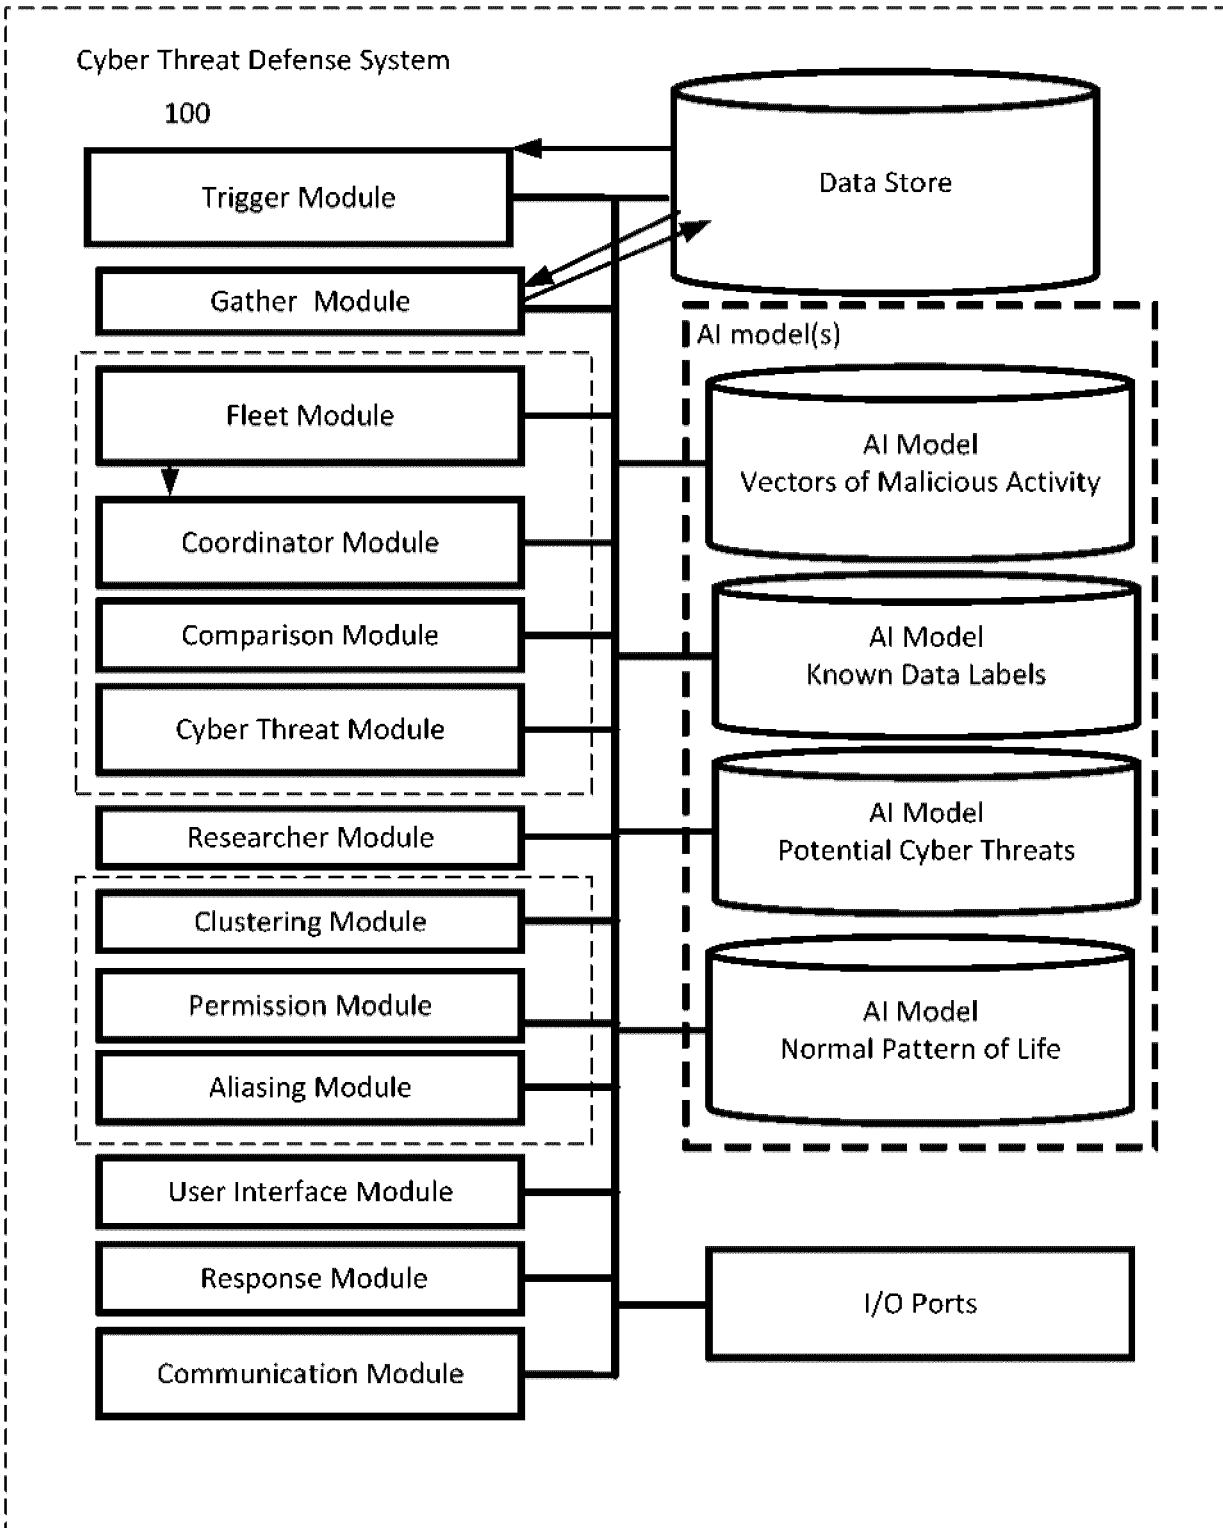 Cyber Threat Defense System
100
Trigger Module
Data Store
Gather Module
AI model(s)
Fleet Module
AI Model
Vectors of Malicious Activity
Coordinator Module
Comparison Module
AI Model
Known Data Labels
Cyber Threat Module
Researcher Module
AI Model
Potential Cyber Threats
Clustering Module
Permission Module
AI Model
Normal Pattern of Life
Aliasing Module
User Interface Module
Response Module
I/O Ports
Communication Module